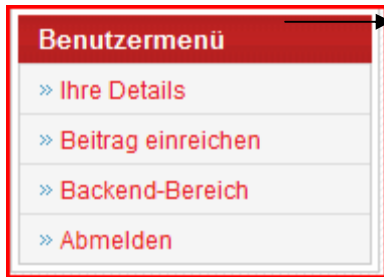 Benutzermenü
» Ihre Details
» Beitrag einreichen
» Backend-Bereich
» Abmelden